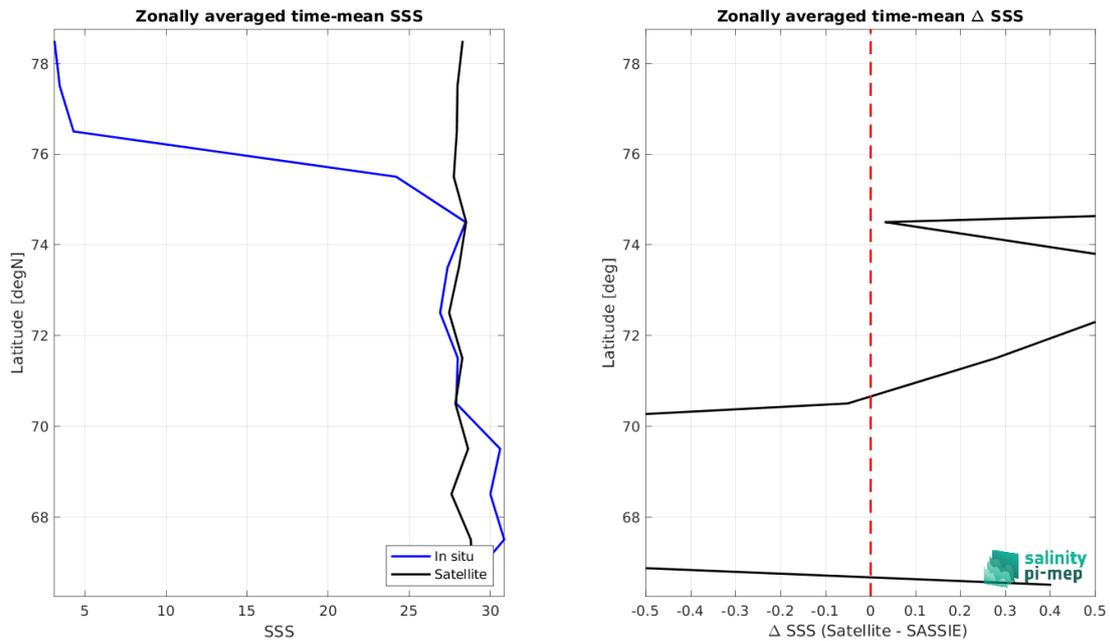 Zonally averaged time-mean SSS
78
76
74
72
70
68
Latitude [degN]
5 10 15 20 25 30
SSS
In situ
Satellite
Zonally averaged time-mean Δ SSS
78
76
74
72
70
68
Latitude [deg]
-0.5 -0.4 -0.3 -0.2 -0.1 0 0.1 0.2 0.3 0.4 0.5
Δ SSS (Satellite - SASSIE)
salinity
pi-mep